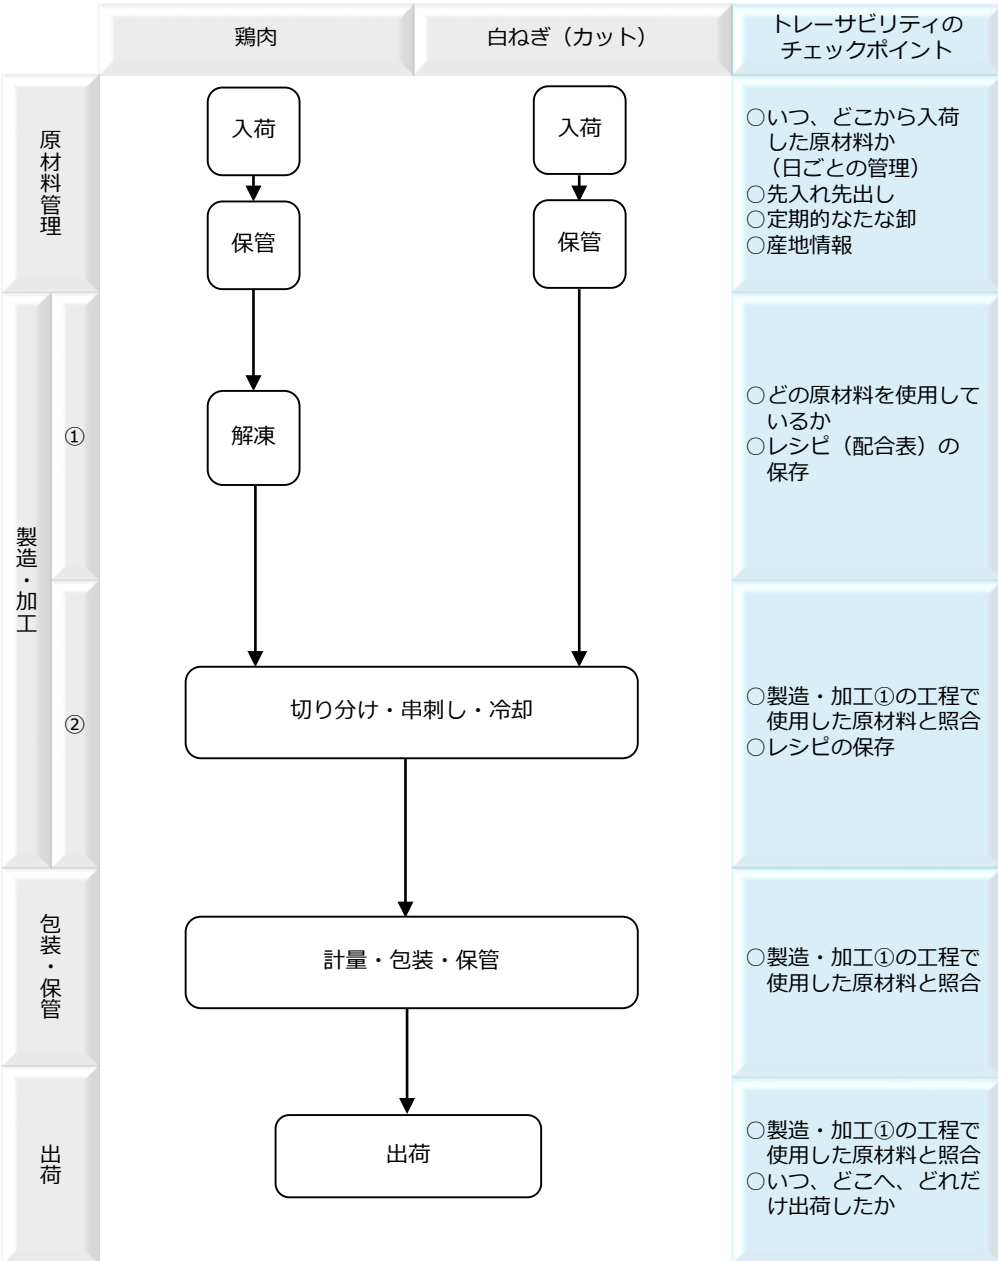 鶏肉
白ねぎ（カット）
トレーサビリティの
チェックポイント
原材料管理
入荷
入荷
保管
保管
○いつ、どこから入荷
した原材料か
（日ごとの管理）
○先入れ先出し
○定期的なたな卸
○産地情報
製造・加工
①
解凍
○どの原材料を使用して
いるか
○レシピ（配合表）の
保存
②
切り分け・串刺し・冷却
○製造・加工①の工程で
使用した原材料と照合
○レシピの保存
包装・保管
計量・包装・保管
○製造・加工①の工程で
使用した原材料と照合
出荷
出荷
○製造・加工①の工程で
使用した原材料と照合
○いつ、どこへ、どれだ
け出荷したか